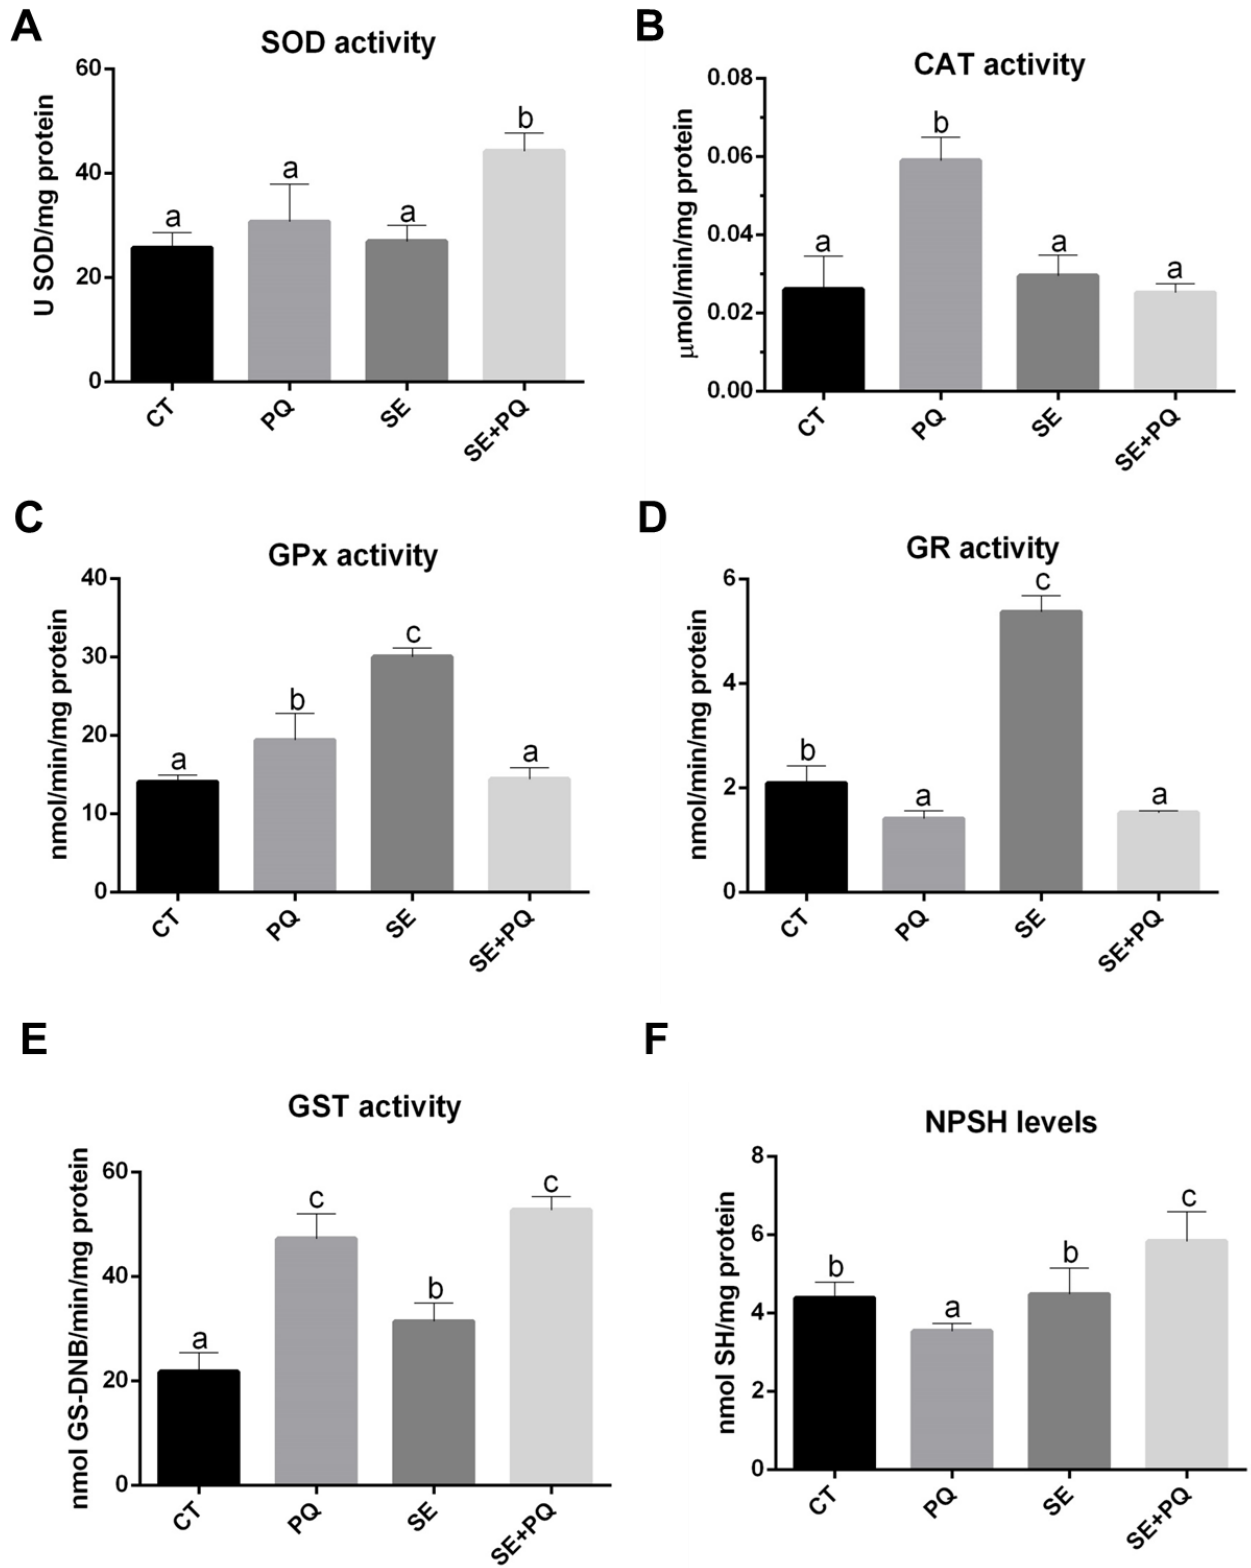 A
SOD activity
U SOD/mg protein
60
40
20
0
a
a
a
b
CT
PQ
SE
SE+PQ
B
CAT activity
μmol/min/mg protein
0.08
0.06
0.04
0.02
0.00
a
b
a
a
CT
PQ
SE
SE+PQ
C
GPx activity
nmol/min/mg protein
40
30
20
10
0
a
b
c
a
CT
PQ
SE
SE+PQ
D
GR activity
nmol/min/mg protein
6
4
2
0
b
a
c
a
CT
PQ
SE
SE+PQ
E
GST activity
nmol GS-DNB/min/mg protein
60
40
20
0
a
c
b
c
CT
PQ
SE
SE+PQ
F
NPSH levels
nmol SH/mg protein
8
6
4
2
0
b
a
b
c
CT
PQ
SE
SE+PQ